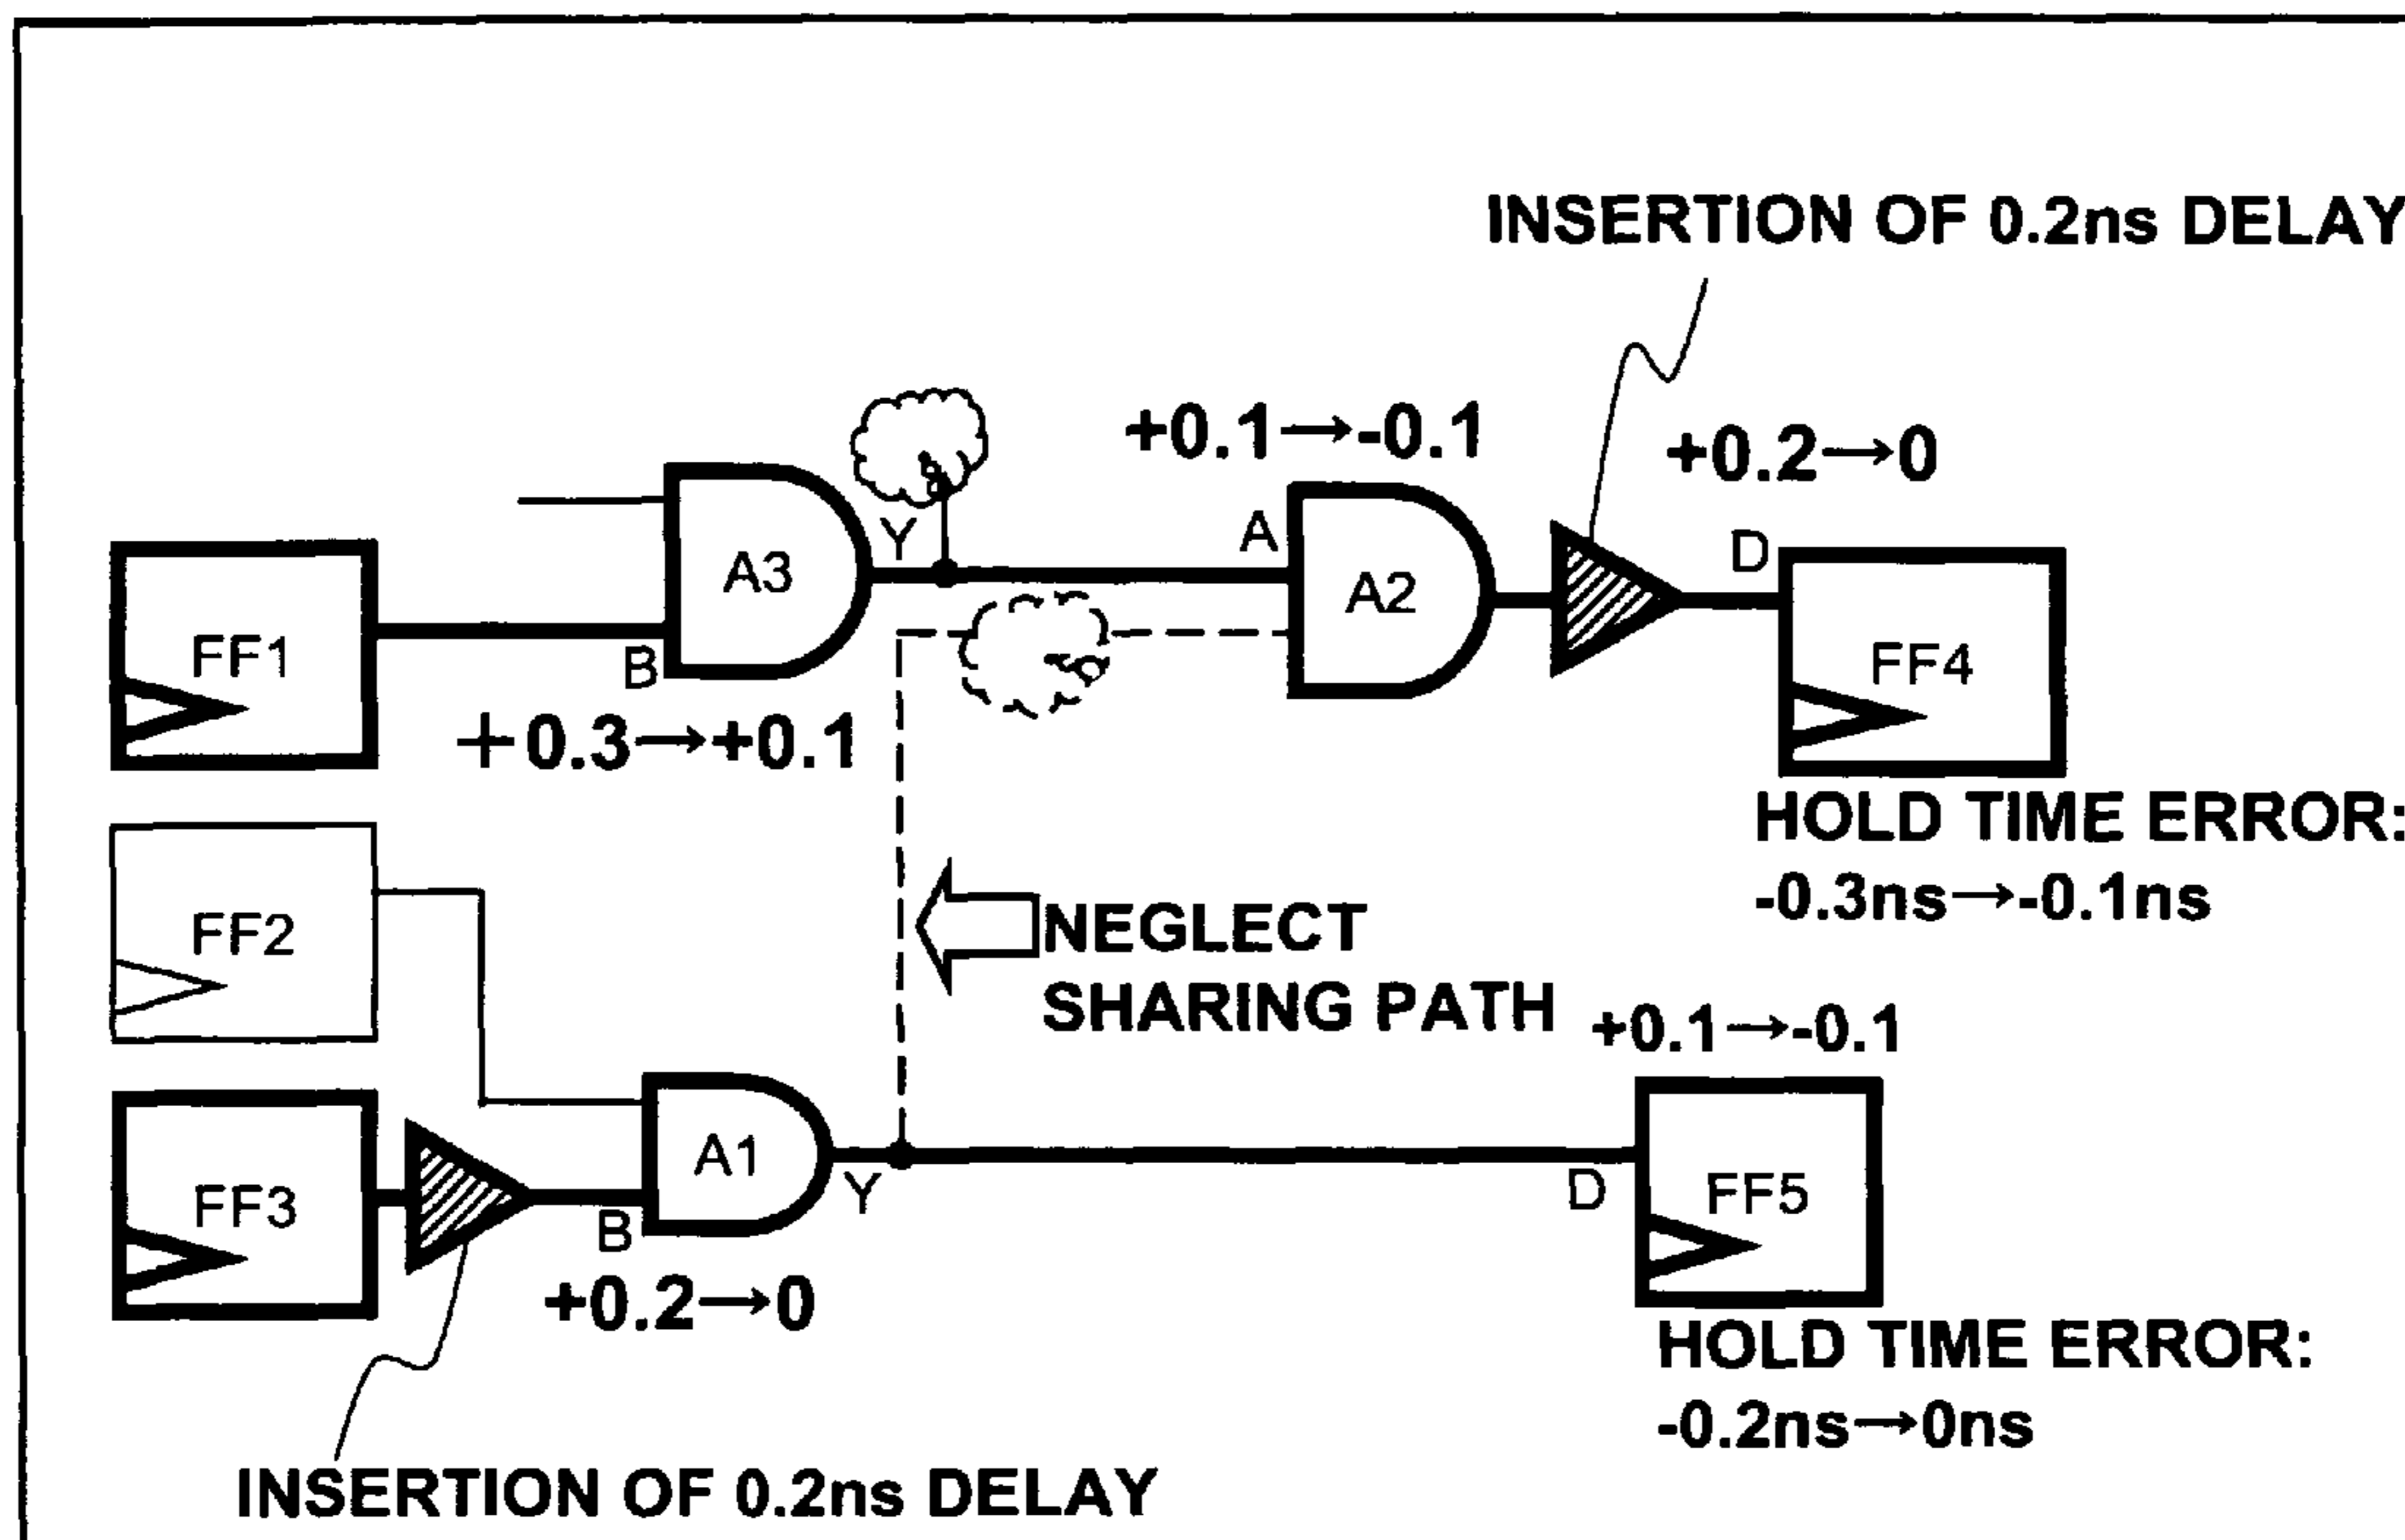 INSERTION OF 0.2ns DELAY
+0.1→-0.1
+0.2→0
Y
A
D
A3
A2
FF1
B
FF4
+0.3→+0.1
HOLD TIME ERROR:
-0.3ns→-0.1ns
FF2
NEGLECT
SHARING PATH
+0.1→-0.1
A1
Y
D
FF3
B
FF5
+0.2→0
HOLD TIME ERROR:
-0.2ns→0ns
INSERTION OF 0.2ns DELAY